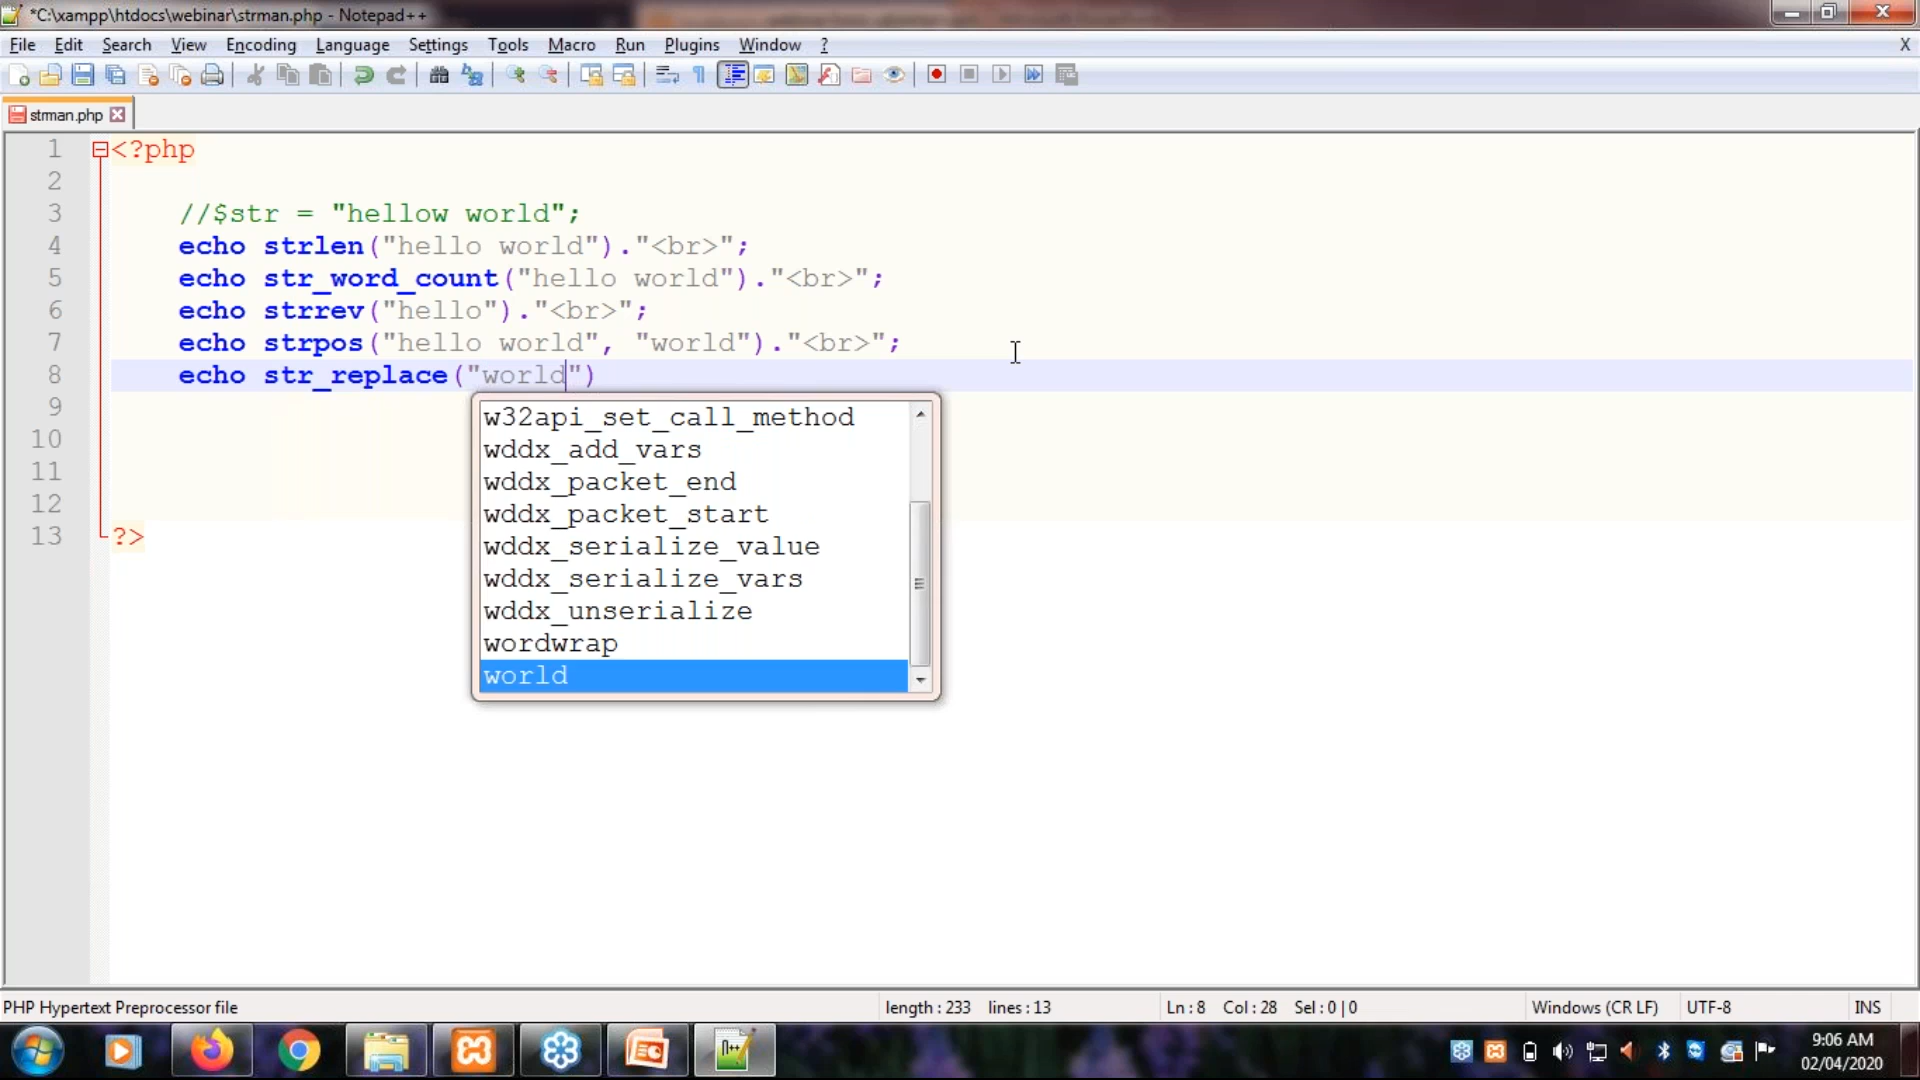 *C:\xampp\htdocs\webinar\strman.php - Notepad++
File Edit Search View Encoding Language Settings Tools Macro Run Plugins Window ? X
strman.php
1 <?php
2
3 //$str = "hellow world";
4 echo strlen("hello world")."<br>";
5 echo str_word_count("hello world")."<br>";
6 echo strrev("hello")."<br>";
7 echo strpos("hello world", "world")."<br>";
8 echo str_replace("world")
9
10
11
12
13 ?>
w32api_set_call_method
wddx_add_vars
wddx_packet_end
wddx_packet_start
wddx_serialize_value
wddx_serialize_vars
wddx_unserialize
wordwrap
world
PHP Hypertext Preprocessor file length : 233 lines : 13 Ln : 8 Col : 28 Sel : 0 | 0 Windows (CR LF) UTF-8 INS
9:06 AM
02/04/2020